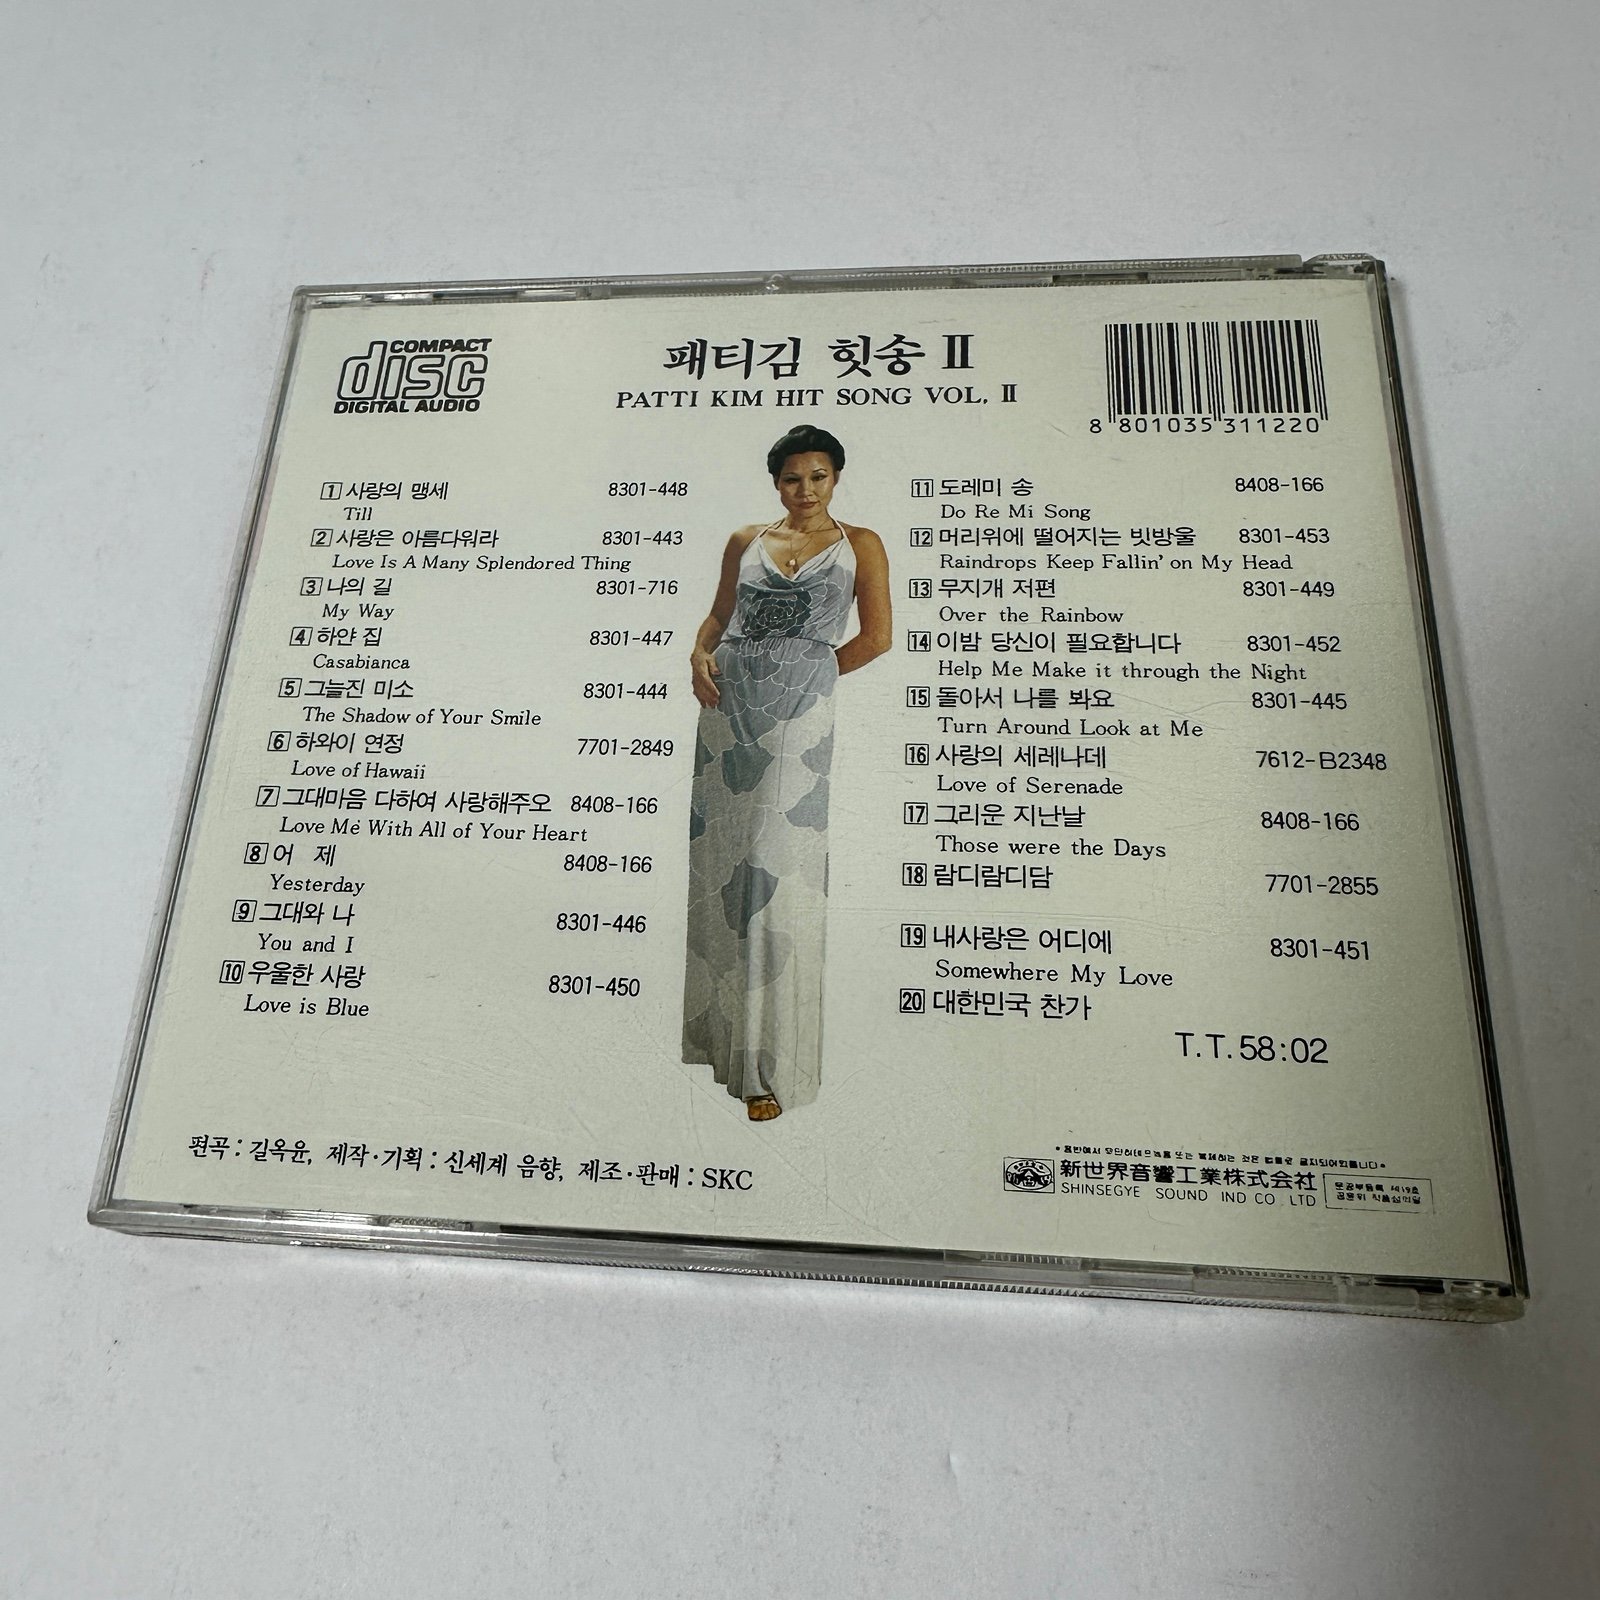 COMPACT
disc
DIGITAL AUDIO
패티김 힛송 II
PATTI KIM HIT SONG VOL. II
8 801035 311220
1 사랑의 맹세 8301-448
Till
2 사랑은 아름다워라 8301-443
Love Is A Many Splendored Thing
3 나의 길 8301-716
My Way
4 하얀 집 8301-447
Casabianca
5 그늘진 미소 8301-444
The Shadow of Your Smile
6 하와이 연정 7701-2849
Love of Hawaii
7 그대마음 다하여 사랑해주오 8408-166
Love Me With All of Your Heart
8 어 제 8408-166
Yesterday
9 그대와 나 8301-446
You and I
10 우울한 사랑 8301-450
Love is Blue
11 도레미 송 8408-166
Do Re Mi Song
12 머리위에 떨어지는 빗방울 8301-453
Raindrops Keep Fallin' on My Head
13 무지개 저편 8301-449
Over the Rainbow
14 이밤 당신이 필요합니다 8301-452
Help Me Make it through the Night
15 돌아서 나를 봐요 8301-445
Turn Around Look at Me
16 사랑의 세레나데 7612-B2348
Love of Serenade
17 그리운 지난날 8408-166
Those were the Days
18 람디람디담 7701-2855
19 내사랑은 어디에 8301-451
Somewhere My Love
20 대한민국 찬가
T.T.58:02
편곡 : 길옥윤, 제작·기획 : 신세계 음향, 제조·판매 : SKC
新世界音響工業株式会社
SHINSEGYE SOUND IND CO. LTD